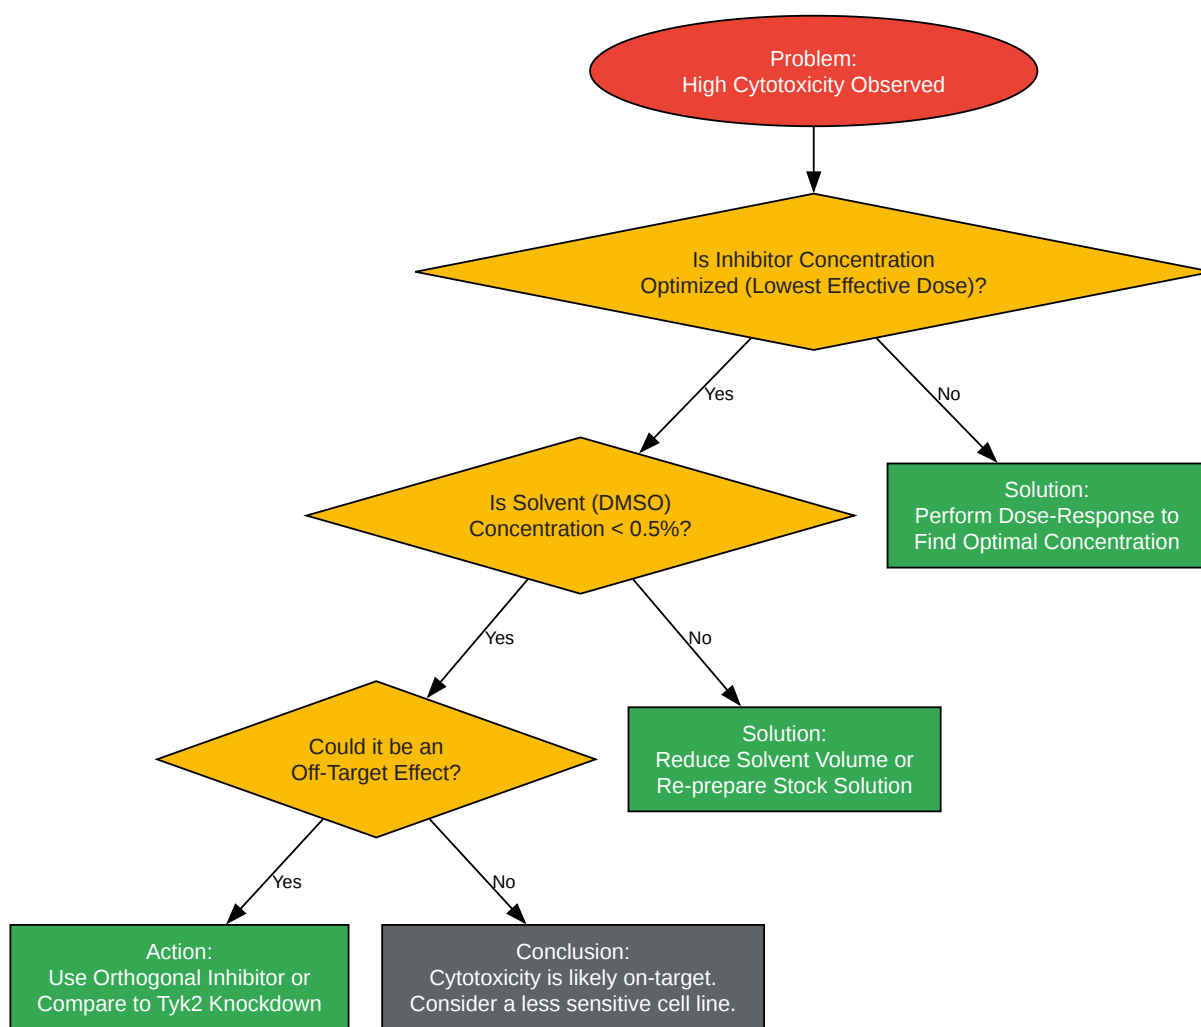 Problem:
High Cytotoxicity Observed
Is Inhibitor Concentration
Optimized (Lowest Effective Dose)?
Yes
No
Is Solvent (DMSO)
Concentration < 0.5%?
Solution:
Perform Dose-Response to
Find Optimal Concentration
Yes
No
Could it be an
Off-Target Effect?
Solution:
Reduce Solvent Volume or
Re-prepare Stock Solution
Yes
No
Action:
Use Orthogonal Inhibitor or
Compare to Tyk2 Knockdown
Conclusion:
Cytotoxicity is likely on-target.
Consider a less sensitive cell line.